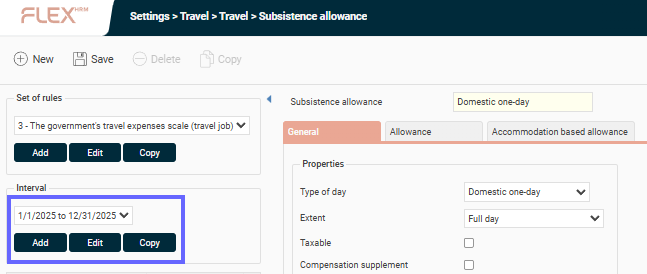 FLEX HRM
Settings > Travel > Travel > Subsistence allowance
New Save Delete Copy
Set of rules
3 - The government's travel expenses scale (travel job)
Add Edit Copy
Interval
1/1/2025 to 12/31/2025
Add Edit Copy
Subsistence allowance Domestic one-day
General Allowance Accommodation based allowance
Properties
Type of day Domestic one-day
Extent Full day
Taxable
Compensation supplement